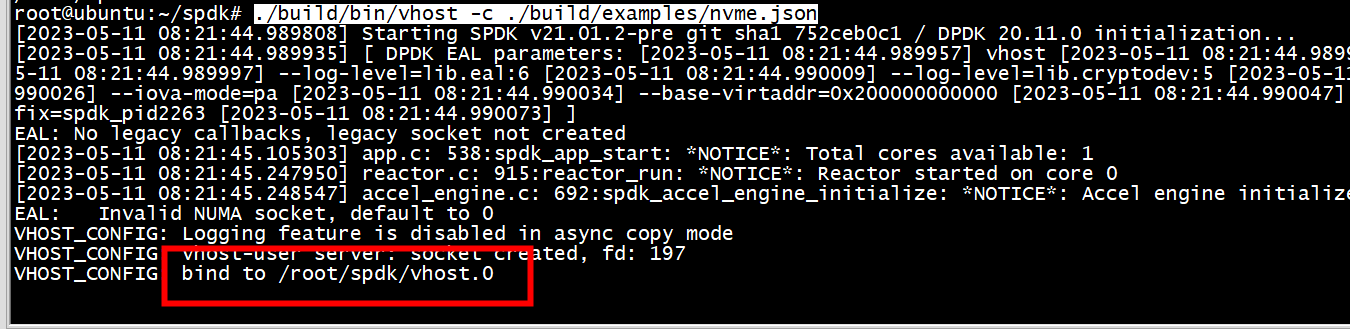 root@ubuntu:~/spdk# ./build/bin/vhost -c ./build/examples/nvme.json
[2023-05-11 08:21:44.989808] Starting SPDK v21.01.2-pre git sha1 752ceb0c1 / DPDK 20.11.0 initialization...
[2023-05-11 08:21:44.989935] [ DPDK EAL parameters: [2023-05-11 08:21:44.989957] vhost [2023-05-11 08:21:44.989
5-11 08:21:44.989997] --log-level=lib.eal:6 [2023-05-11 08:21:44.990009] --log-level=lib.cryptodev:5 [2023-05-11
990026] --iova-mode=pa [2023-05-11 08:21:44.990034] --base-virtaddr=0x200000000000 [2023-05-11 08:21:44.990047]
fix=spdk_pid2263 [2023-05-11 08:21:44.990073] ]
EAL: No legacy callbacks, legacy socket not created
[2023-05-11 08:21:45.105303] app.c: 538:spdk_app_start: *NOTICE*: Total cores available: 1
[2023-05-11 08:21:45.247950] reactor.c: 915:reactor_run: *NOTICE*: Reactor started on core 0
[2023-05-11 08:21:45.248547] accel_engine.c: 692:spdk_accel_engine_initialize: *NOTICE*: Accel engine initialize
EAL:   Invalid NUMA socket, default to 0
VHOST_CONFIG: Logging feature is disabled in async copy mode
VHOST_CONFIG: vhost-user server: socket created, fd: 197
VHOST_CONFIG: bind to /root/spdk/vhost.0